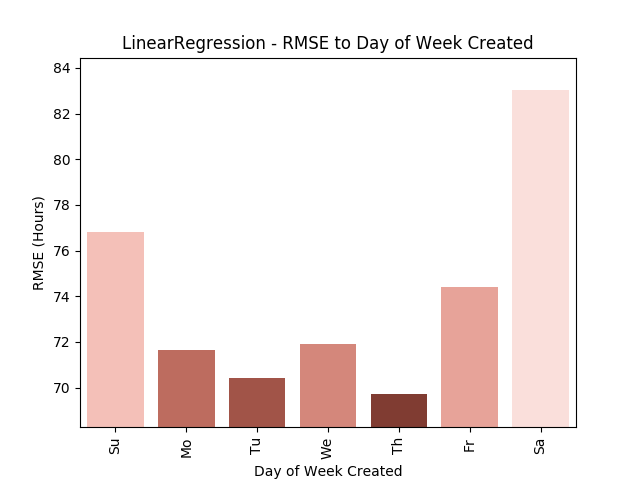 LinearRegression - RMSE to Day of Week Created
84
82
80
78
76
74
72
70
RMSE (Hours)
Su
Mo
Tu
We
Th
Fr
Sa
Day of Week Created